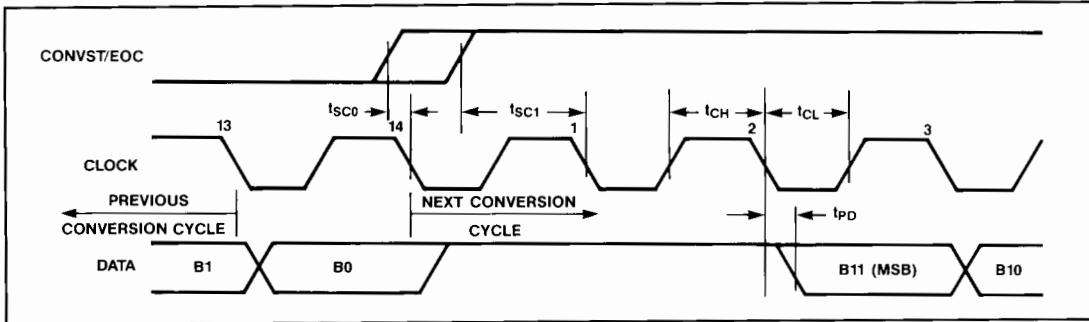 CONVST/EOC
tSC0
tSC1
tCH
tCL
13
14
1
2
3
CLOCK
PREVIOUS
CONVERSION CYCLE
NEXT CONVERSION
CYCLE
tPD
DATA
B1
B0
B11 (MSB)
B10